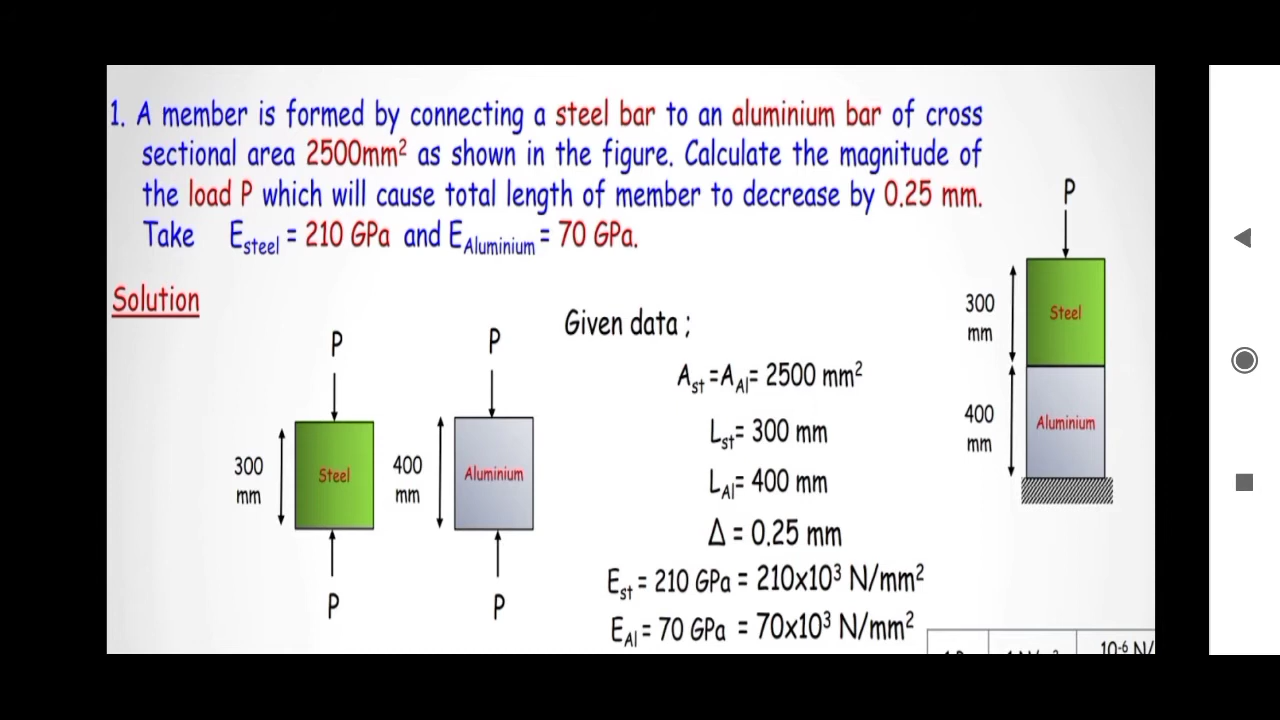 1. A member is formed by connecting a steel bar to an aluminium bar of cross
sectional area 2500mm² as shown in the figure. Calculate the magnitude of
the load P which will cause total length of member to decrease by 0.25 mm.
Take E_steel = 210 GPa and E_Aluminium = 70 GPa.
Solution
Given data ;
A_st = A_Al = 2500 mm²
L_st = 300 mm
L_Al = 400 mm
Δ = 0.25 mm
E_st = 210 GPa = 210x10³ N/mm²
E_Al = 70 GPa = 70x10³ N/mm²
P
300
mm
Steel
P
P
400
mm
Aluminium
P
P
300
mm
Steel
400
mm
Aluminium